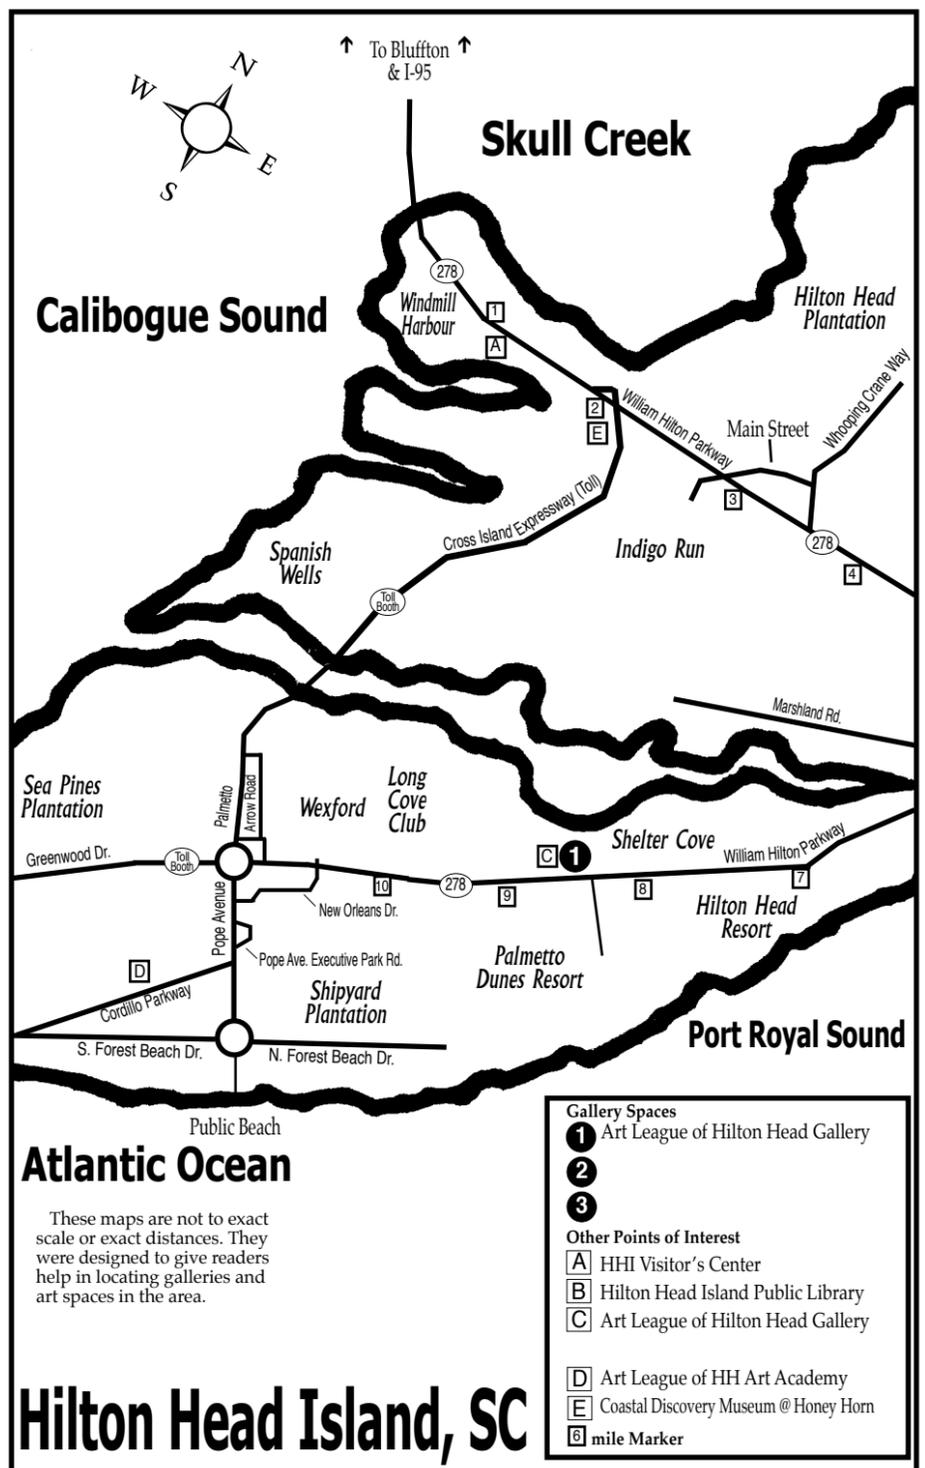 To Bluffton
& I-95
N
W
E
S
Skull Creek
278
Calibogue Sound
Windmill
Harbour
1
A
Hilton Head
Plantation
2
E
William Hilton Parkway
Main Street
Whooping Crane Way
3
Cross Island Expressway (Toll)
Indigo Run
278
4
Spanish
Wells
Toll
Booth
Marshland Rd.
Sea Pines
Plantation
Palmetto
Arrow Road
Wexford
Long
Cove
Club
Shelter Cove
William Hilton Parkway
Greenwood Dr.
Toll
Booth
C
1
10
278
9
8
7
New Orleans Dr.
Pope Avenue
Hilton Head
Resort
Pope Ave. Executive Park Rd.
Palmetto
Dunes Resort
D
Cordillo Parkway
Shipyard
Plantation
S. Forest Beach Dr.
N. Forest Beach Dr.
Port Royal Sound
Public Beach
Atlantic Ocean
These maps are not to exact
scale or exact distances. They
were designed to give readers
help in locating galleries and
art spaces in the area.
Gallery Spaces
1 Art League of Hilton Head Gallery
2
3
Other Points of Interest
A HHI Visitor's Center
B Hilton Head Island Public Library
C Art League of Hilton Head Gallery
D Art League of HH Art Academy
E Coastal Discovery Museum @ Honey Horn
6 mile Marker
Hilton Head Island, SC